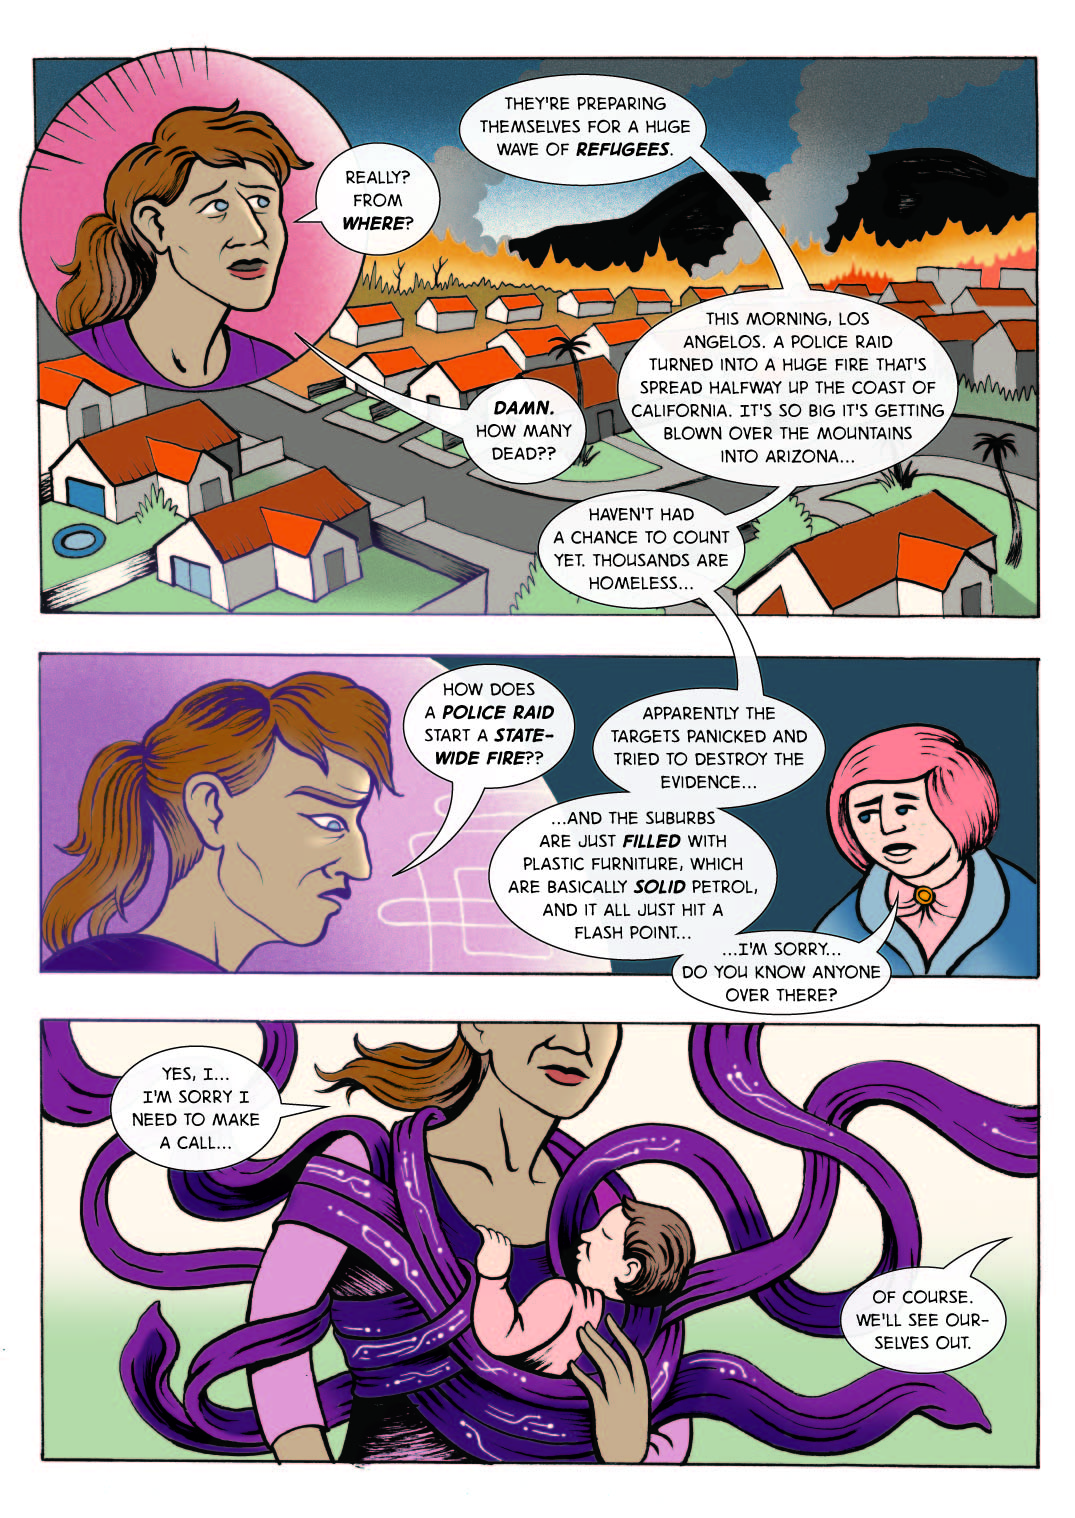 THEY'RE PREPARING
THEMSELVES FOR A HUGE
WAVE OF REFUGEES.
REALLY?
FROM
WHERE?
THIS MORNING, LOS
ANGELOS. A POLICE RAID
TURNED INTO A HUGE FIRE THAT'S
SPREAD HALFWAY UP THE COAST OF
CALIFORNIA. IT'S SO BIG IT'S GETTING
BLOWN OVER THE MOUNTAINS
INTO ARIZONA...
DAMN.
HOW MANY
DEAD??
HAVEN'T HAD
A CHANCE TO COUNT
YET. THOUSANDS ARE
HOMELESS...
HOW DOES
A POLICE RAID
START A STATE-
WIDE FIRE??
APPARENTLY THE
TARGETS PANICKED AND
TRIED TO DESTROY THE
EVIDENCE...
...AND THE SUBURBS
ARE JUST FILLED WITH
PLASTIC FURNITURE, WHICH
ARE BASICALLY SOLID PETROL,
AND IT ALL JUST HIT A
FLASH POINT...
...I'M SORRY...
DO YOU KNOW ANYONE
OVER THERE?
YES, I...
I'M SORRY I
NEED TO MAKE
A CALL...
OF COURSE.
WE'LL SEE OUR-
SELVES OUT.